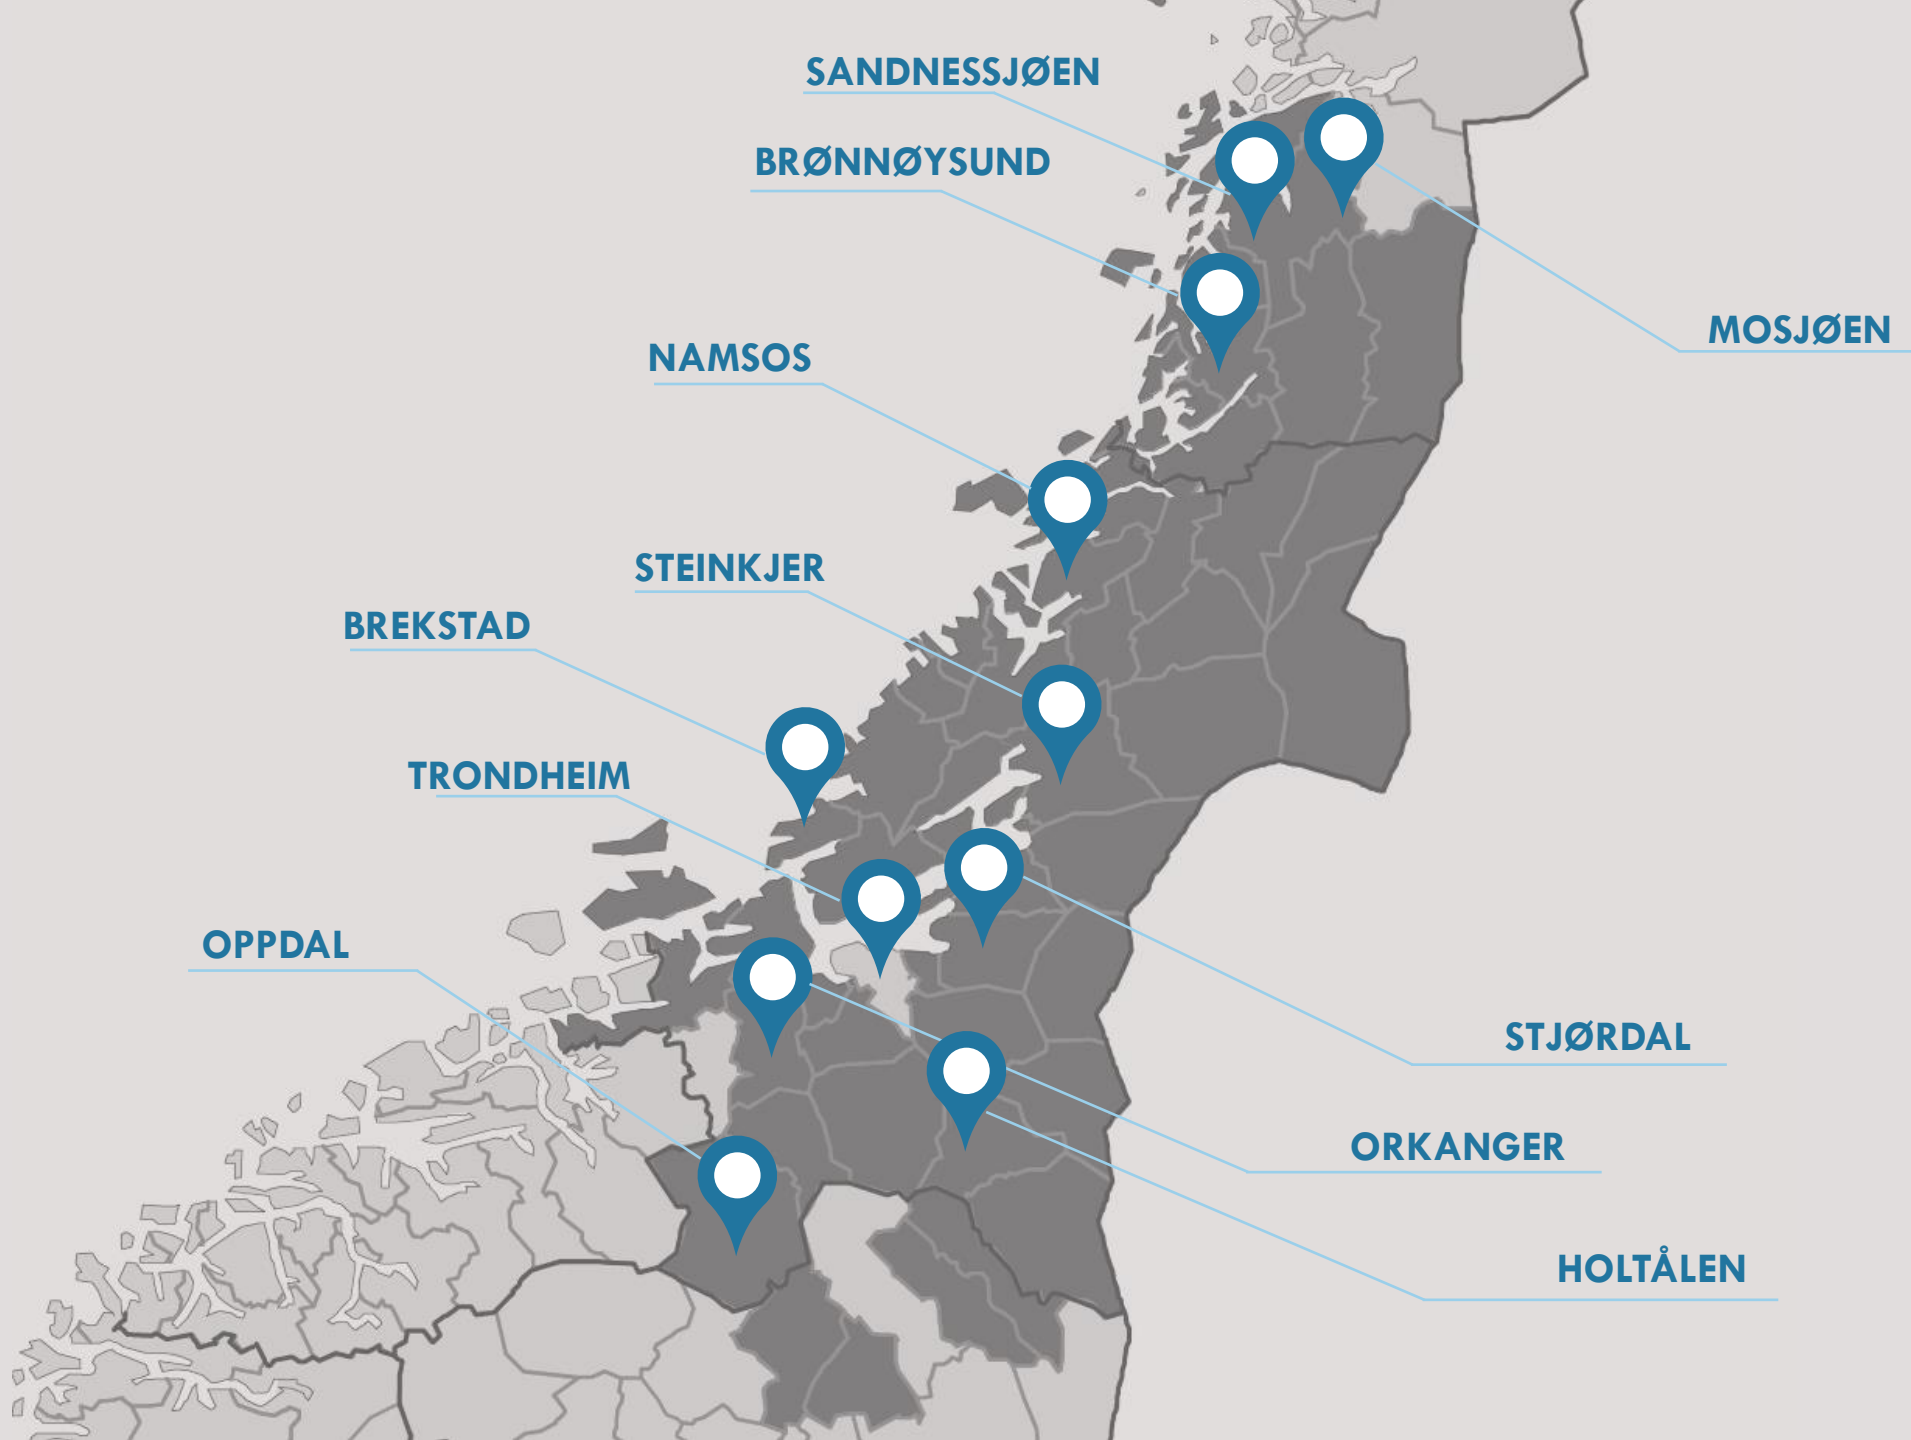 SANDNESSJØEN
BRØNNØYSUND
MOSJØEN
NAMSOS
STEINKJER
BREKSTAD
TRONDHEIM
OPPDAL
STJØRDAL
ORKANGER
HOLTÅLEN